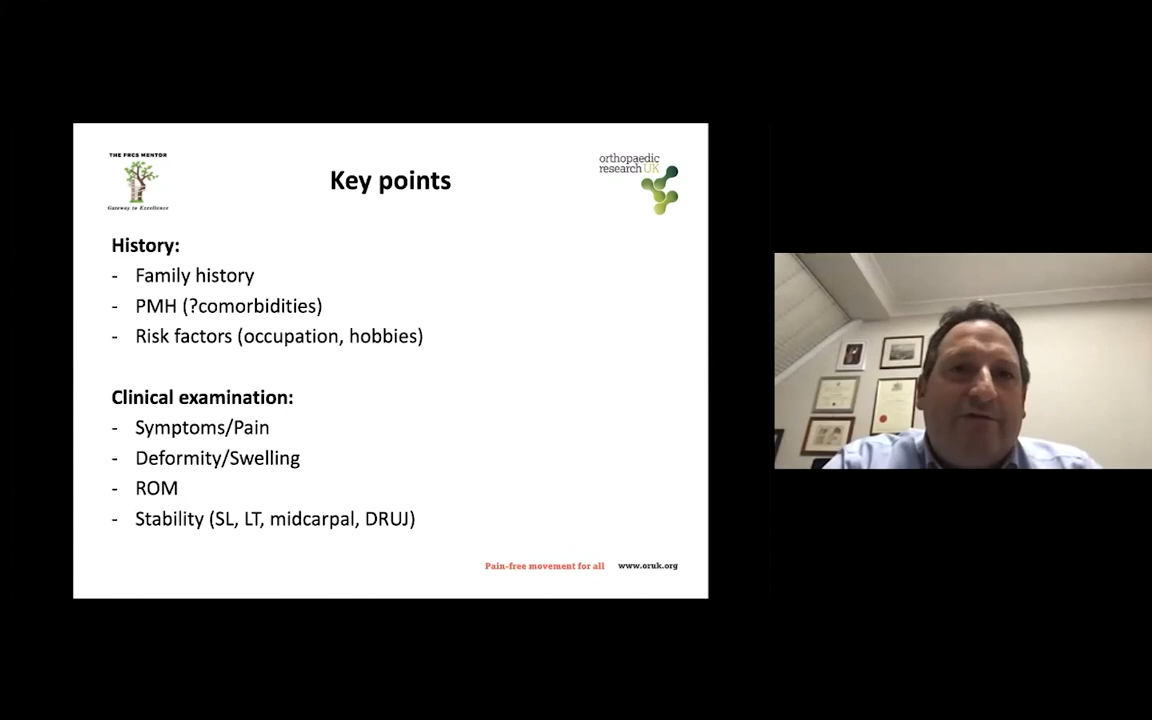 THE FRCS MENTOR
Gateway to Excellence
orthopaedic
research UK
Key points
History:
- Family history
- PMH (?comorbidities)
- Risk factors (occupation, hobbies)
Clinical examination:
- Symptoms/Pain
- Deformity/Swelling
- ROM
- Stability (SL, LT, midcarpal, DRUJ)
Pain-free movement for all www.oruk.org